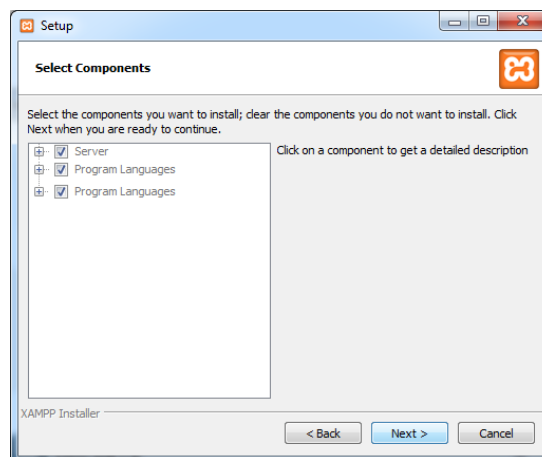 Setup
Select Components
Select the components you want to install; clear the components you do not want to install. Click
Next when you are ready to continue.
Server
Program Languages
Program Languages
Click on a component to get a detailed description
XAMPP Installer
< Back
Next >
Cancel